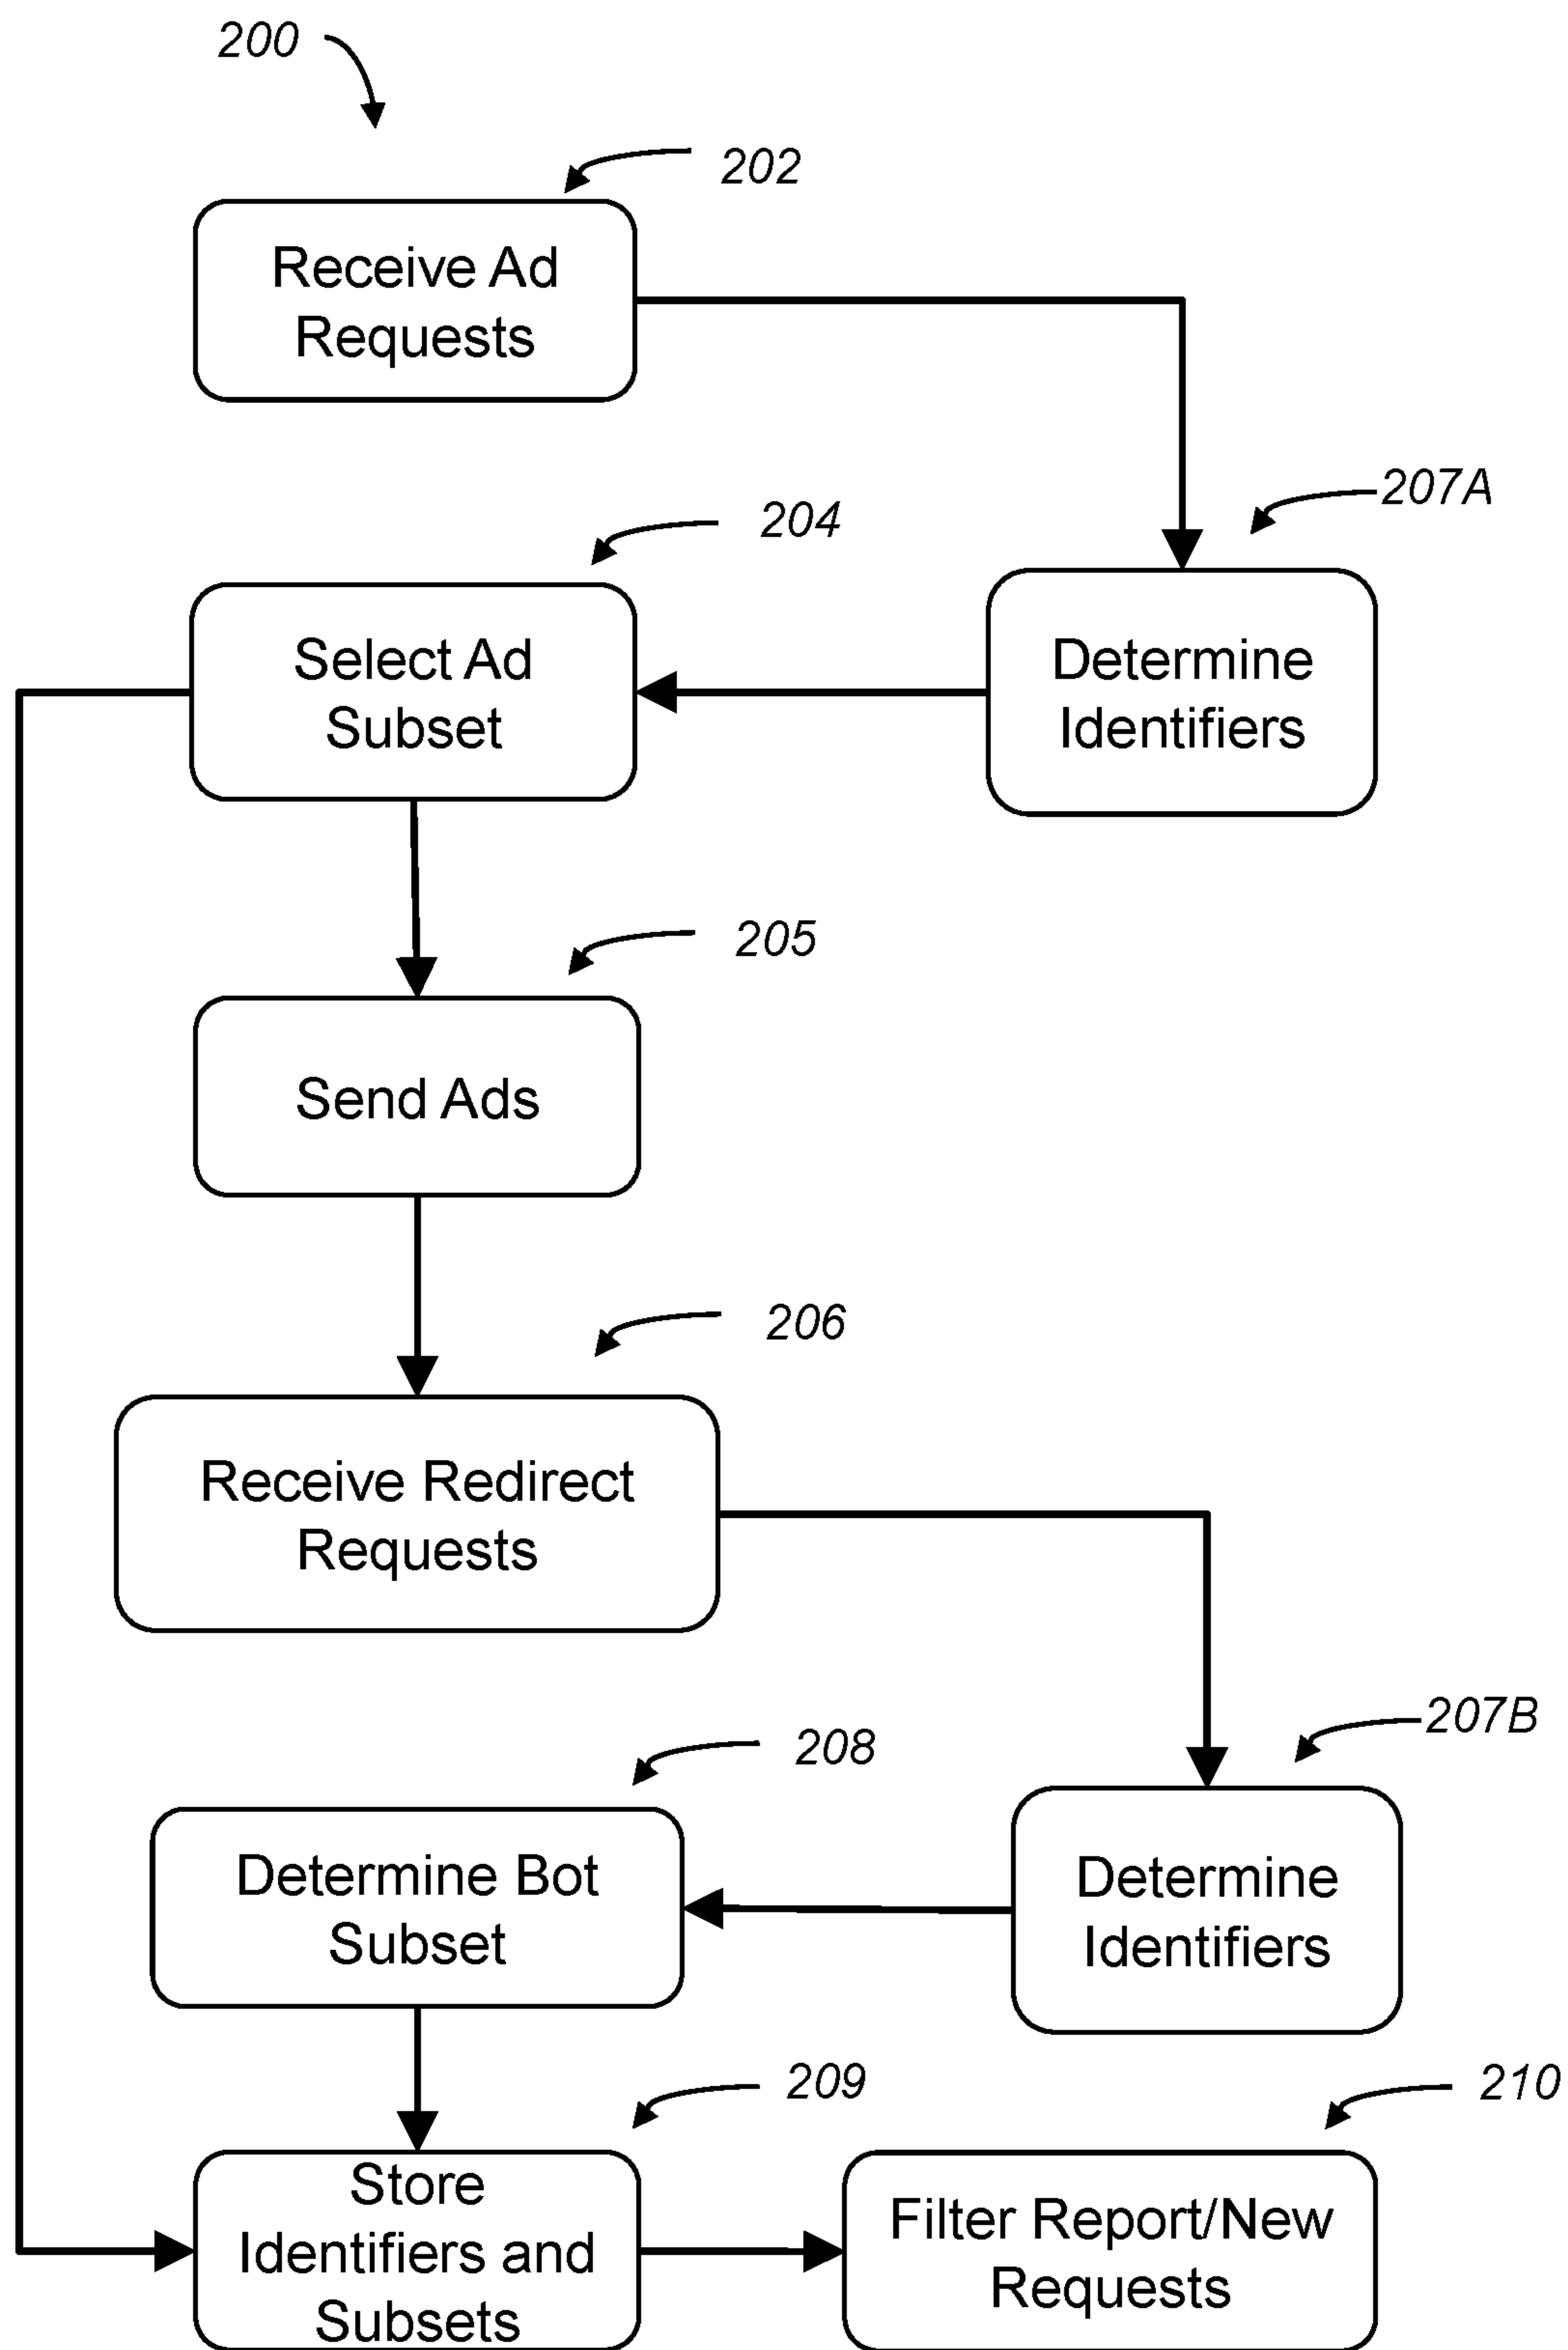 200
202
Receive Ad
Requests
207A
204
Select Ad
Subset
Determine
Identifiers
205
Send Ads
206
Receive Redirect
Requests
207B
208
Determine Bot
Subset
Determine
Identifiers
209
210
Store
Identifiers and
Subsets
Filter Report/New
Requests